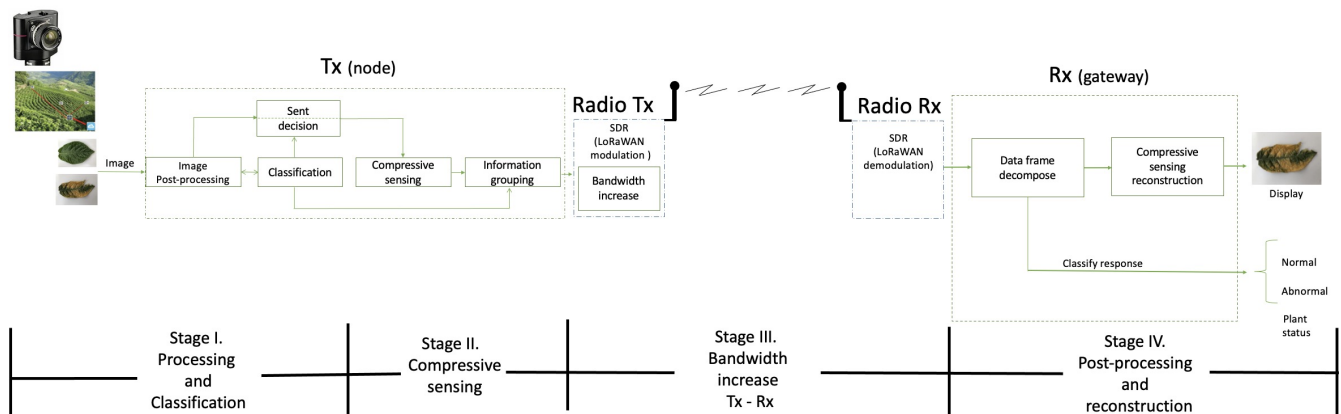 Tx (node)
Sent
decision
Image
Image
Post-processing
Classification
Compressive
sensing
Information
grouping
Radio Tx
SDR
(LoRaWAN
modulation )
Bandwidth
increase
Radio Rx
SDR
(LoRaWAN
demodulation)
Rx (gateway)
Data frame
decompose
Compressive
sensing
reconstruction
Display
Classify response
Normal
Abnormal
Plant
status
Stage I.
Processing
and
Classification
Stage II.
Compressive
sensing
Stage III.
Bandwidth
increase
Tx - Rx
Stage IV.
Post-processing
and
reconstruction